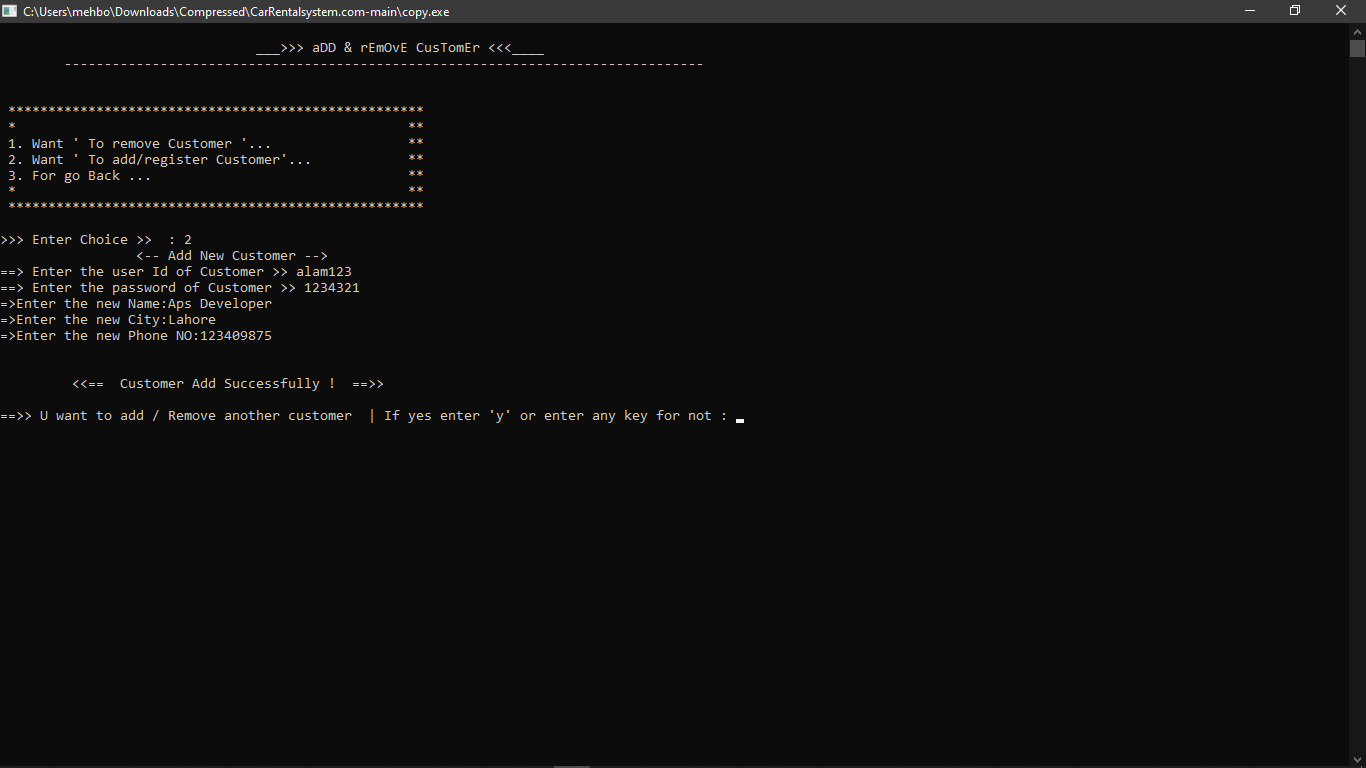 C:\Users\mehbo\Downloads\Compressed\CarRentalsystem.com-main\copy.exe
___>>> aDD & rEmOvE CusTomEr <<<____
--------------------------------------------------------------------------------
****************************************************
* **
1. Want ' To remove Customer '... **
2. Want ' To add/register Customer'... **
3. For go Back ... **
* **
****************************************************
>>> Enter Choice >> : 2
<-- Add New Customer -->
==> Enter the user Id of Customer >> alam123
==> Enter the password of Customer >> 1234321
=>Enter the new Name:Aps Developer
=>Enter the new City:Lahore
=>Enter the new Phone NO:123409875
<<== Customer Add Successfully ! ==>>
==>> U want to add / Remove another customer | If yes enter 'y' or enter any key for not :